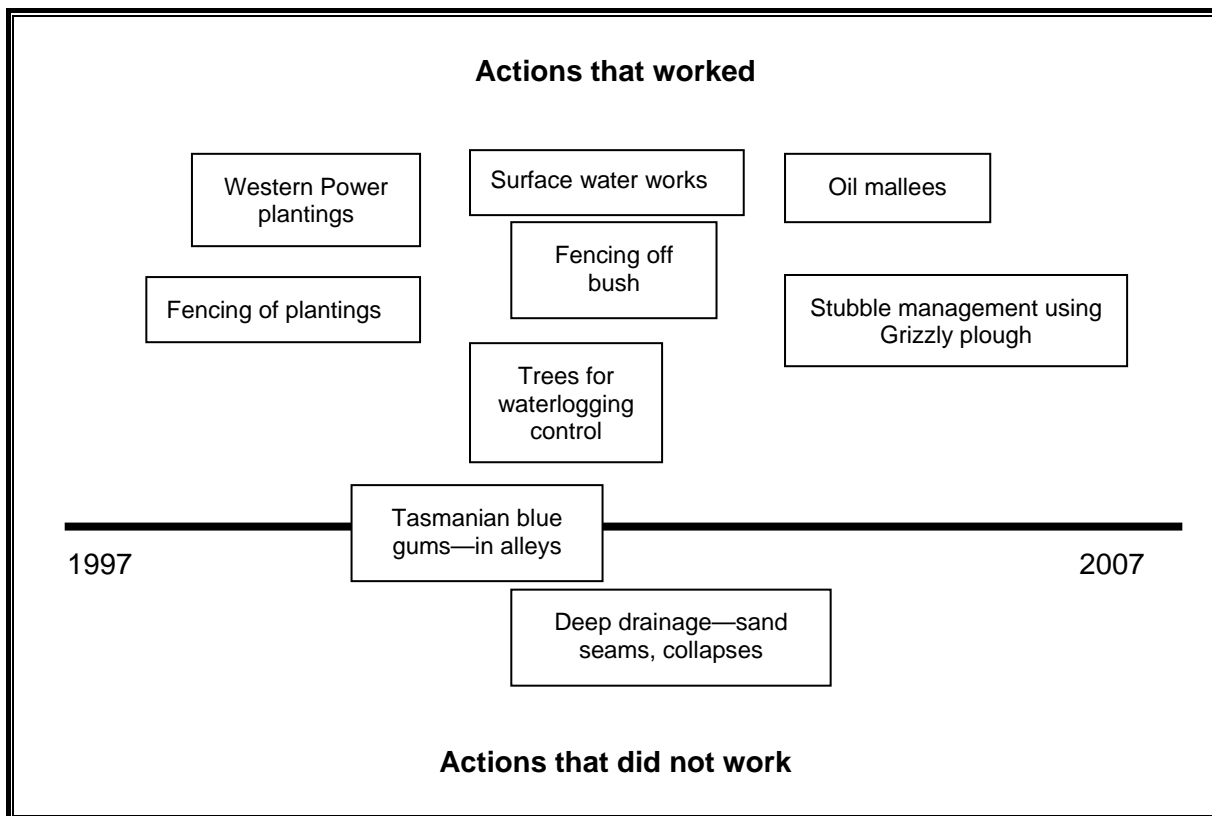 Actions that worked
Western Power
plantings
Surface water works
Oil mallees
Fencing off
bush
Fencing of plantings
Stubble management using
Grizzly plough
Trees for
waterlogging
control
Tasmanian blue
gums—in alleys
1997
2007
Deep drainage—sand
seams, collapses
Actions that did not work